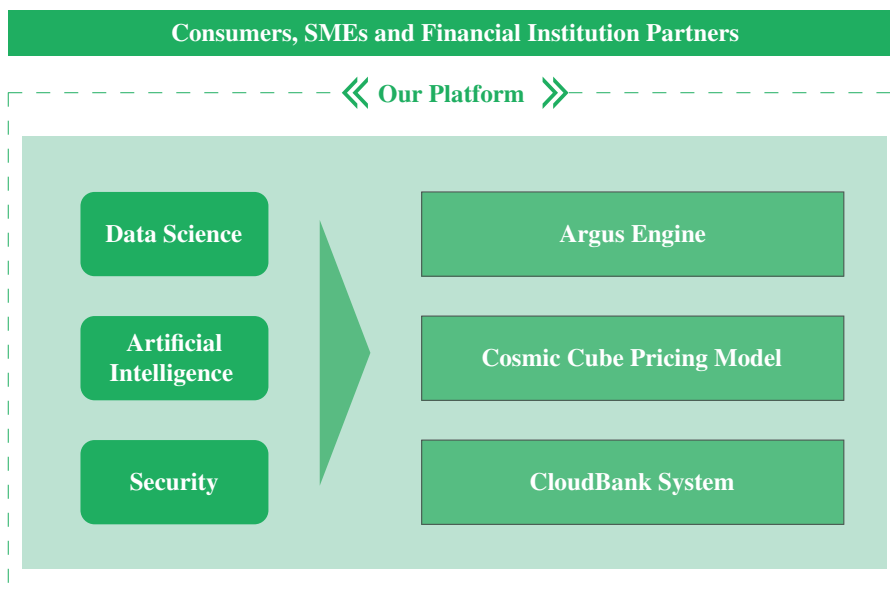 Consumers, SMEs and Financial Institution Partners
Our Platform
Data Science
Argus Engine
Artificial
Intelligence
Cosmic Cube Pricing Model
Security
CloudBank System